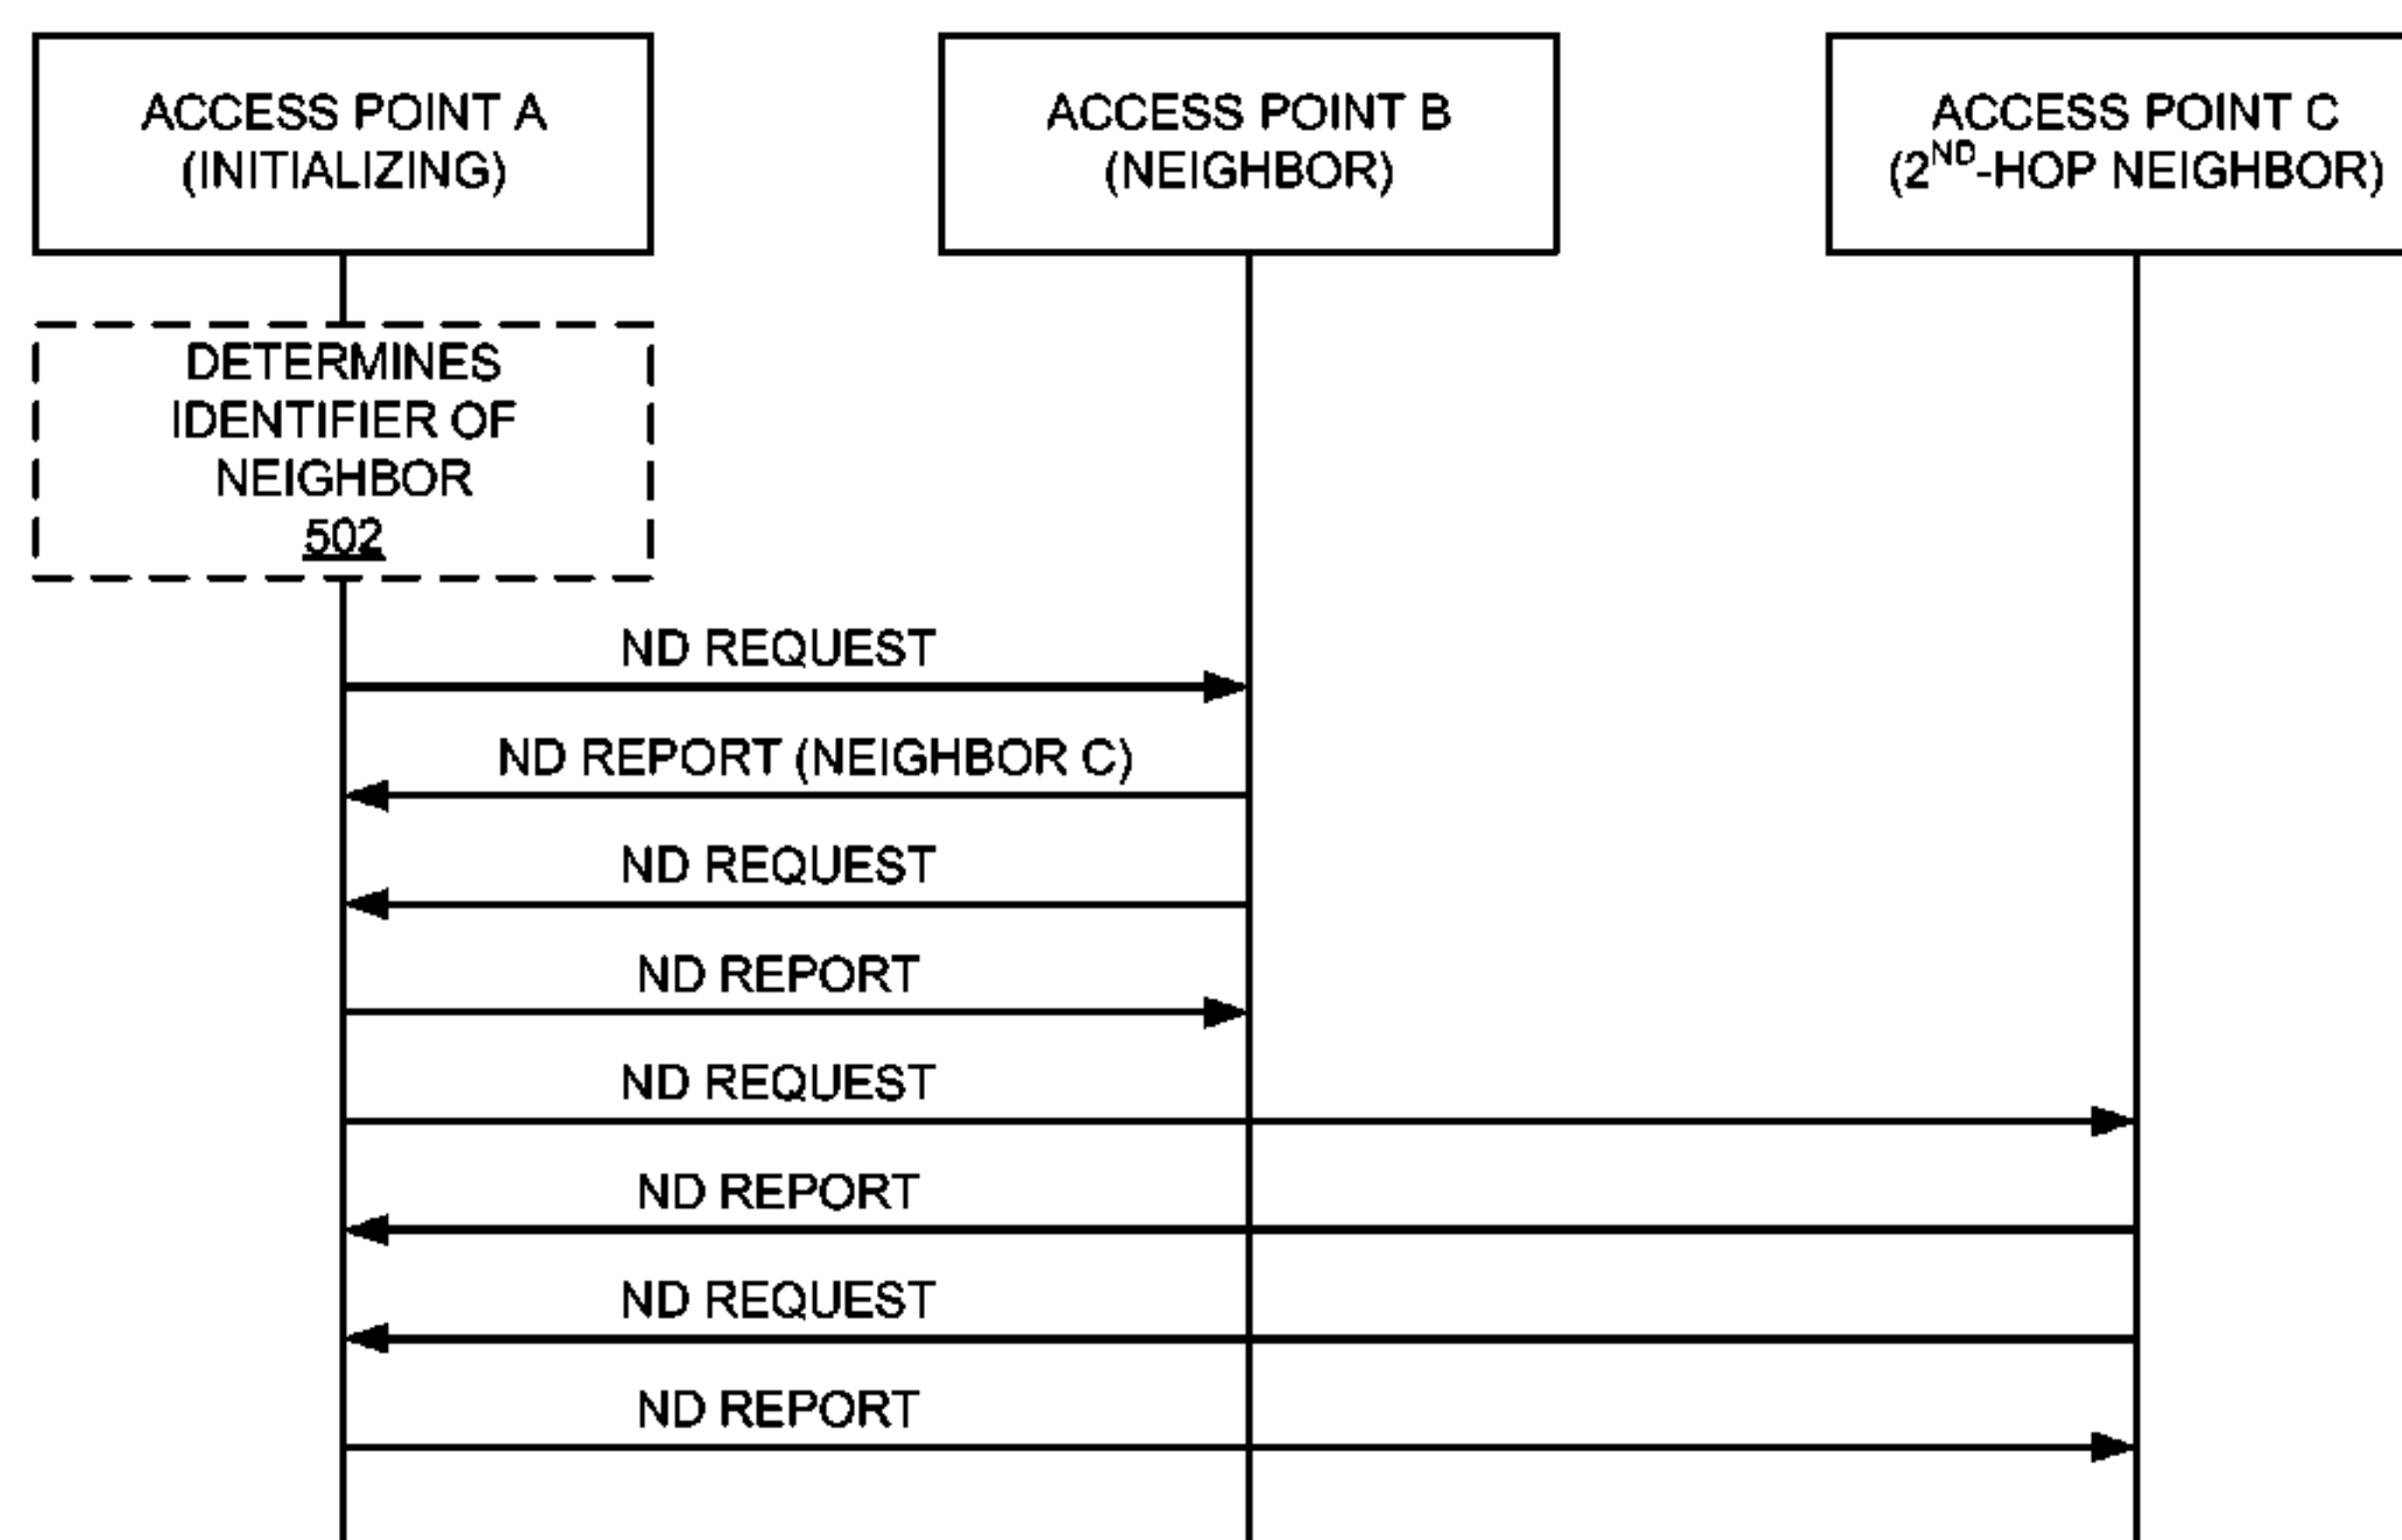 ACCESS POINT A
(INITIALIZING)
ACCESS POINT B
(NEIGHBOR)
ACCESS POINT C
(2ND-HOP NEIGHBOR)
DETERMINES
IDENTIFIER OF
NEIGHBOR
502
ND REQUEST
ND REPORT (NEIGHBOR C)
ND REQUEST
ND REPORT
ND REQUEST
ND REPORT
ND REQUEST
ND REPORT